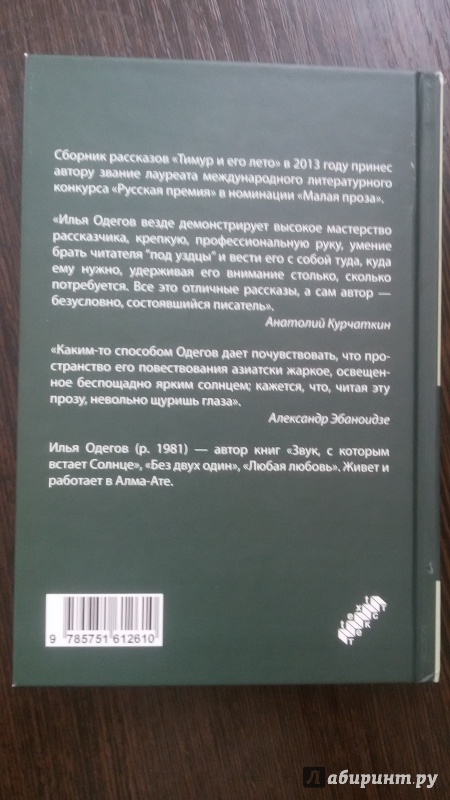 Сборник рассказов «Тимур и его лето» в 2013 году принес
автору звание лауреата международного литературного
конкурса «Русская премия» в номинации «Малая проза».
«Илья Одегов везде демонстрирует высокое мастерство
рассказчика, крепкую, профессиональную руку, умение
брать читателя "под уздцы" и вести его с собой туда, куда
ему нужно, удерживая его внимание столько, сколько
потребуется. Все это отличные рассказы, а сам автор —
безусловно, состоявшийся писатель».
Анатолий Курчаткин
«Каким-то способом Одегов дает почувствовать, что про-
странство его повествования азиатски жаркое, освещен-
ное беспощадно ярким солнцем; кажется, что, читая эту
прозу, невольно щуришь глаза».
Александр Эбаноидзе
Илья Одегов (р. 1981) — автор книг «Звук, с которым
встает Солнце», «Без двух один», «Любая любовь». Живет и
работает в Алма-Ате.
9 785751 612610
text
текст
Лабиринт.ру